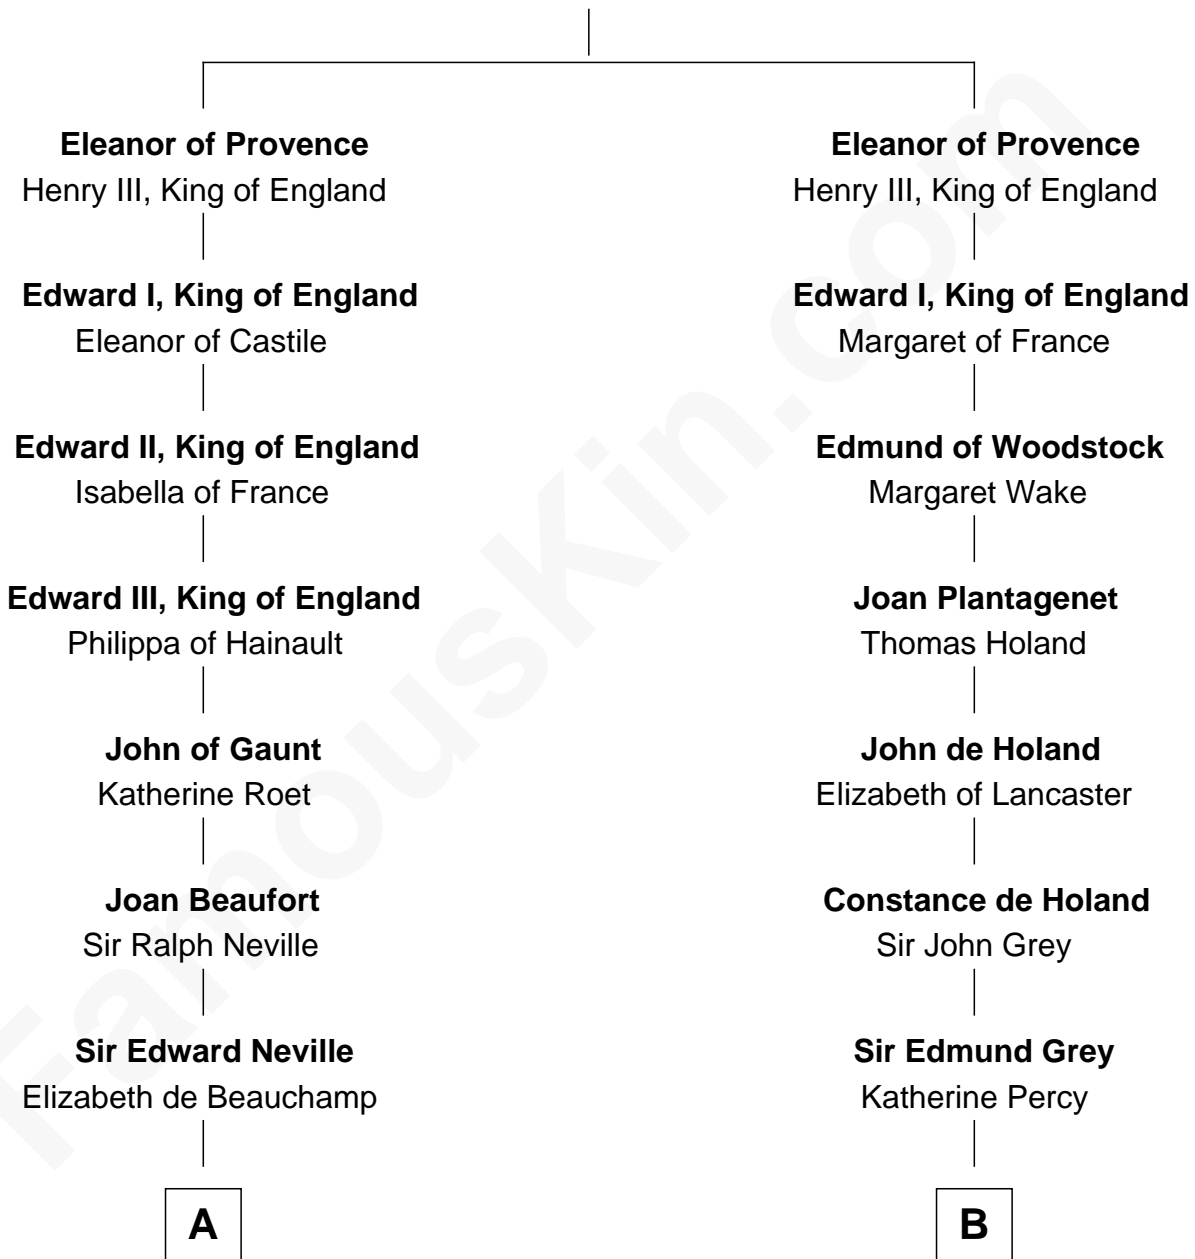 Eleanor of Provence
Henry III, King of England
Edward I, King of England
Eleanor of Castile
Edward II, King of England
Isabella of France
Edward III, King of England
Philippa of Hainault
John of Gaunt
Katherine Roet
Joan Beaufort
Sir Ralph Neville
Sir Edward Neville
Elizabeth de Beauchamp
A
Eleanor of Provence
Henry III, King of England
Edward I, King of England
Margaret of France
Edmund of Woodstock
Margaret Wake
Joan Plantagenet
Thomas Holand
John de Holand
Elizabeth of Lancaster
Constance de Holand
Sir John Grey
Sir Edmund Grey
Katherine Percy
B
FamousKin.com